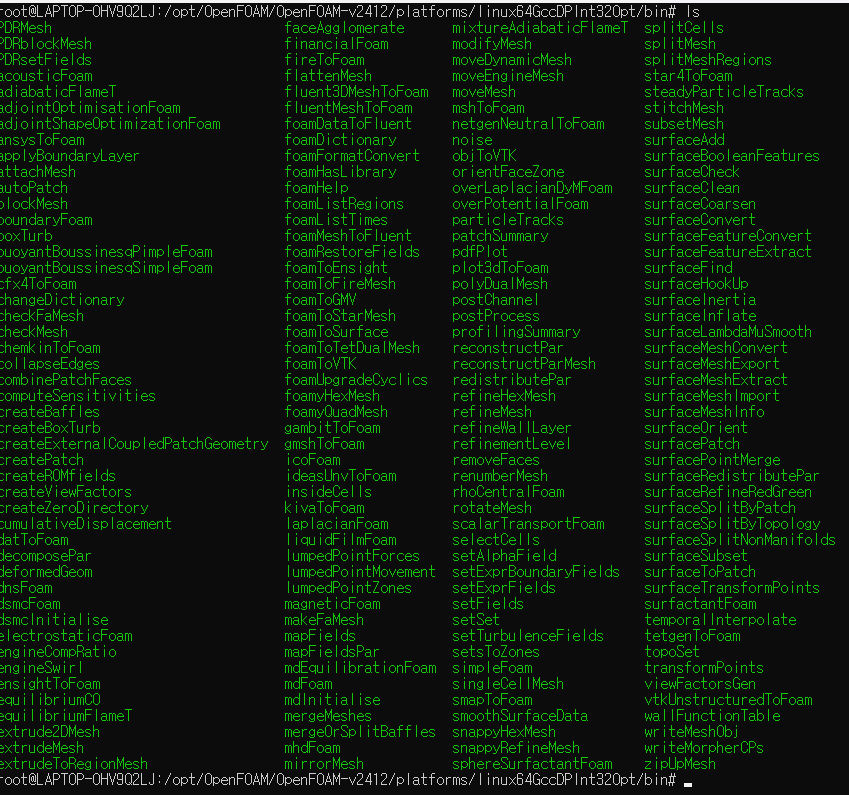 root@LAPTOP-OHV9Q2LJ:/opt/OpenFOAM/OpenFOAM-v2412/platforms/linux64GccDPInt32Opt/bin# ls
PDRMesh faceAgglomerate mixtureAdiabaticFlameT splitCells
PDRblockMesh financialFoam modifyMesh splitMesh
PDRsetFields fireToFoam moveDynamicMesh splitMeshRegions
acousticFoam flattenMesh moveEngineMesh star4ToFoam
adiabaticFlameT fluent3DMeshToFoam moveMesh steadyParticleTracks
adjointOptimisationFoam fluentMeshToFoam mshToFoam stitchMesh
adjointShapeOptimizationFoam foamDataToFluent netgenNeutralToFoam subsetMesh
ansysToFoam foamDictionary noise surfaceAdd
applyBoundaryLayer foamFormatConvert objToVTK surfaceBooleanFeatures
attachMesh foamHasLibrary orientFaceZone surfaceCheck
autoPatch foamHelp overLaplacianDyMFoam surfaceClean
blockMesh foamListRegions overPotentialFoam surfaceCoarsen
boundaryFoam foamListTimes particleTracks surfaceConvert
boxTurb foamMeshToFluent patchSummary surfaceFeatureConvert
buoyantBoussinesqPimpleFoam foamRestoreFields pdfPlot surfaceFeatureExtract
buoyantBoussinesqSimpleFoam foamToEnsight plot3dToFoam surfaceFind
cfx4ToFoam foamToFireMesh polyDualMesh surfaceHookUp
changeDictionary foamToGMV postChannel surfaceInertia
checkFaMesh foamToStarMesh postProcess surfaceInflate
checkMesh foamToSurface profilingSummary surfaceLambdaMuSmooth
chemkinToFoam foamToTetDualMesh reconstructPar surfaceMeshConvert
collapseEdges foamToVTK reconstructParMesh surfaceMeshExport
combinePatchFaces foamUpgradeCyclics redistributePar surfaceMeshExtract
computeSensitivities foamyHexMesh refineHexMesh surfaceMeshImport
createBaffles foamyQuadMesh refineMesh surfaceMeshInfo
createBoxTurb gambitToFoam refineWallLayer surfaceOrient
createExternalCoupledPatchGeometry gmshToFoam refinementLevel surfacePatch
createPatch icoFoam removeFaces surfacePointMerge
createROMfields ideasUnvToFoam renumberMesh surfaceRedistributePar
createViewFactors insideCells rhoCentralFoam surfaceRefineRedGreen
createZeroDirectory kivaToFoam rotateMesh surfaceSplitByPatch
cumulativeDisplacement laplacianFoam scalarTransportFoam surfaceSplitByTopology
datToFoam liquidFilmFoam selectCells surfaceSplitNonManifolds
decomposePar lumpedPointForces setAlphaField surfaceSubset
deformedGeom lumpedPointMovement setExprBoundaryFields surfaceToPatch
dnsFoam lumpedPointZones setExprFields surfaceTransformPoints
dsmcFoam magneticFoam setFields surfactantFoam
dsmcInitialise makeFaMesh setSet temporalInterpolate
electrostaticFoam mapFields setTurbulenceFields tetgenToFoam
engineCompRatio mapFieldsPar setsToZones topoSet
engineSwirl mdEquilibrationFoam simpleFoam transformPoints
ensightToFoam mdFoam singleCellMesh viewFactorsGen
equilibriumCO mdInitialise smapToFoam vtkUnstructuredToFoam
equilibriumFlameT mergeMeshes smoothSurfaceData wallFunctionTable
extrude2DMesh mergeOrSplitBaffles snappyHexMesh writeMeshObj
extrudeMesh mhdFoam snappyRefineMesh writeMorpherCPs
extrudeToRegionMesh mirrorMesh sphereSurfactantFoam zipUpMesh
root@LAPTOP-OHV9Q2LJ:/opt/OpenFOAM/OpenFOAM-v2412/platforms/linux64GccDPInt32Opt/bin#